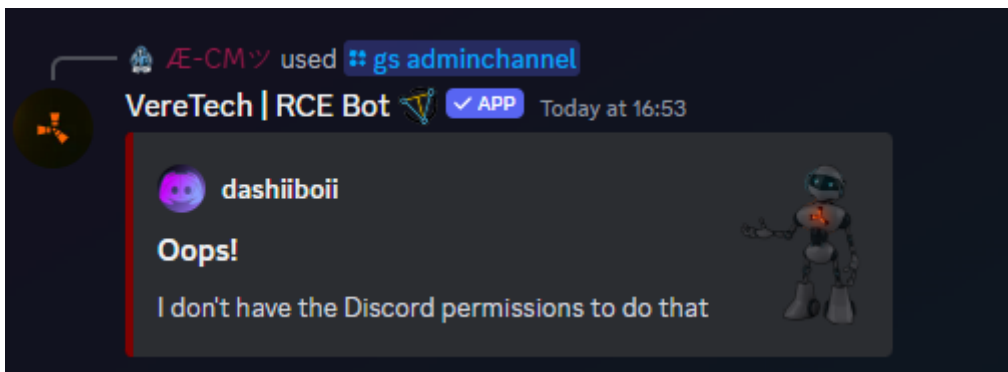 Æ-CMツ used gs adminchannel
VereTech | RCE Bot ✓ APP Today at 16:53
dashiiboii
Oops!
I don't have the Discord permissions to do that